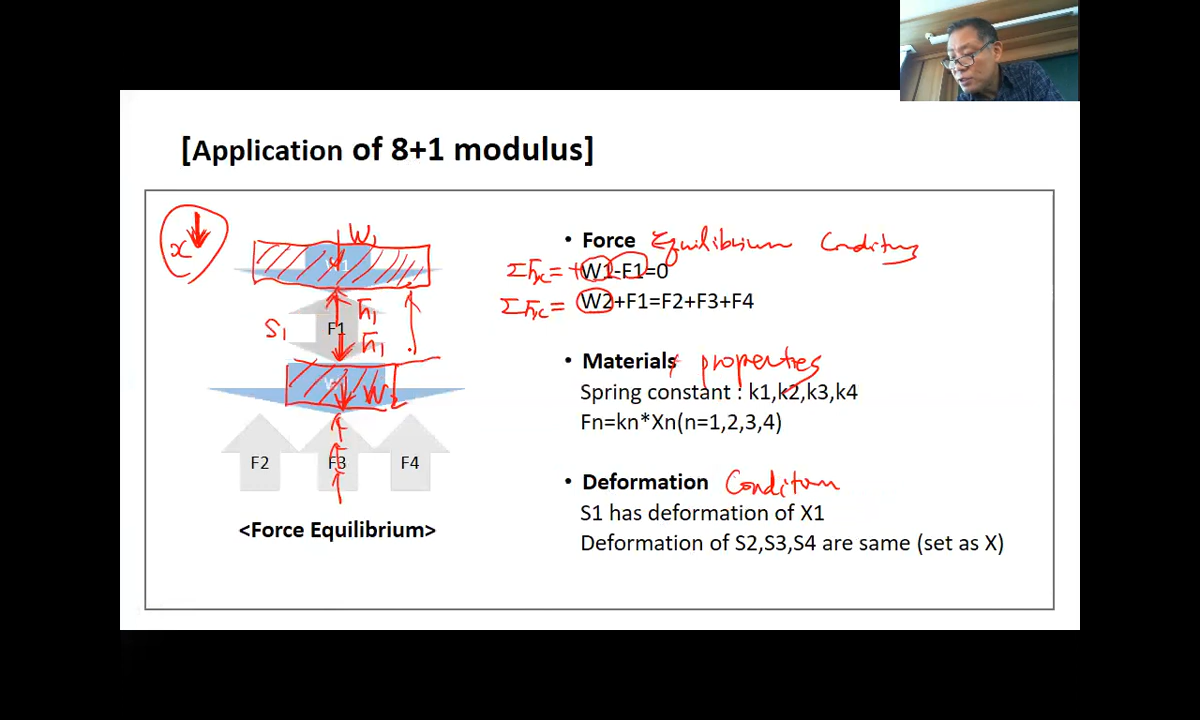 [Application of 8+1 modulus]
x
W1
W1
F1
S1
F1
F1
W2
F2
F3
F4
<Force Equilibrium>
• Force Equilibrium Conditions
ΣFx = +W1-F1=0
ΣFx = W2+F1=F2+F3+F4
• Materials properties
Spring constant : k1,k2,k3,k4
Fn=kn*Xn(n=1,2,3,4)
• Deformation Condition
S1 has deformation of X1
Deformation of S2,S3,S4 are same (set as X)